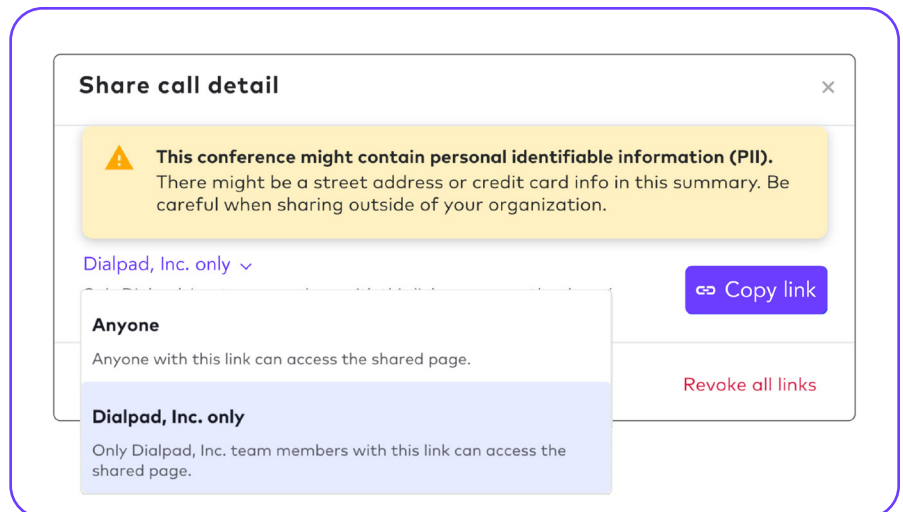 Share call detail
This conference might contain personal identifiable information (PII).
There might be a street address or credit card info in this summary. Be
careful when sharing outside of your organization.
Dialpad, Inc. only
Copy link
Anyone
Anyone with this link can access the shared page.
Revoke all links
Dialpad, Inc. only
Only Dialpad, Inc. team members with this link can access the
shared page.